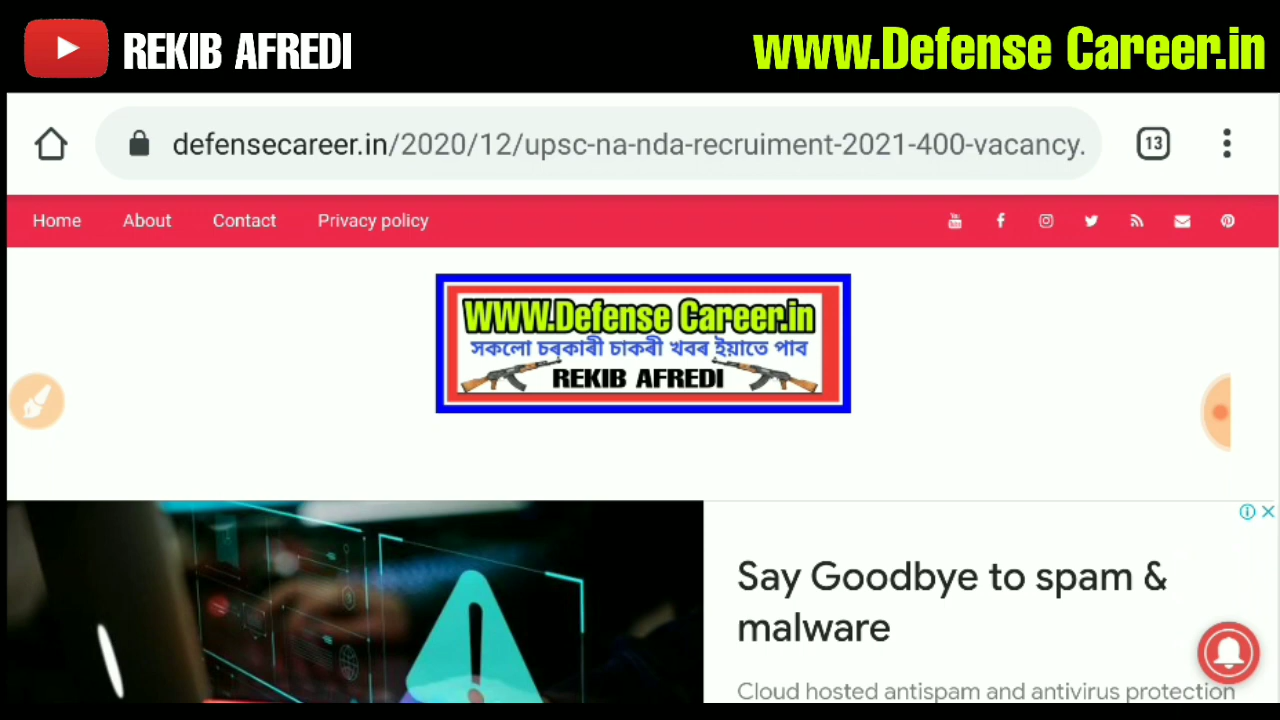 REKIB AFREDI
www.Defense Career.in
defensecareer.in/2020/12/upsc-na-nda-recruiment-2021-400-vacancy.
13
Home About Contact Privacy policy
WWW.Defense Career.in
সকলো চৰকাৰী চাকৰী খবৰ ইয়াতে পাব
REKIB AFREDI
Say Goodbye to spam &
malware
Cloud hosted antispam and antivirus protection